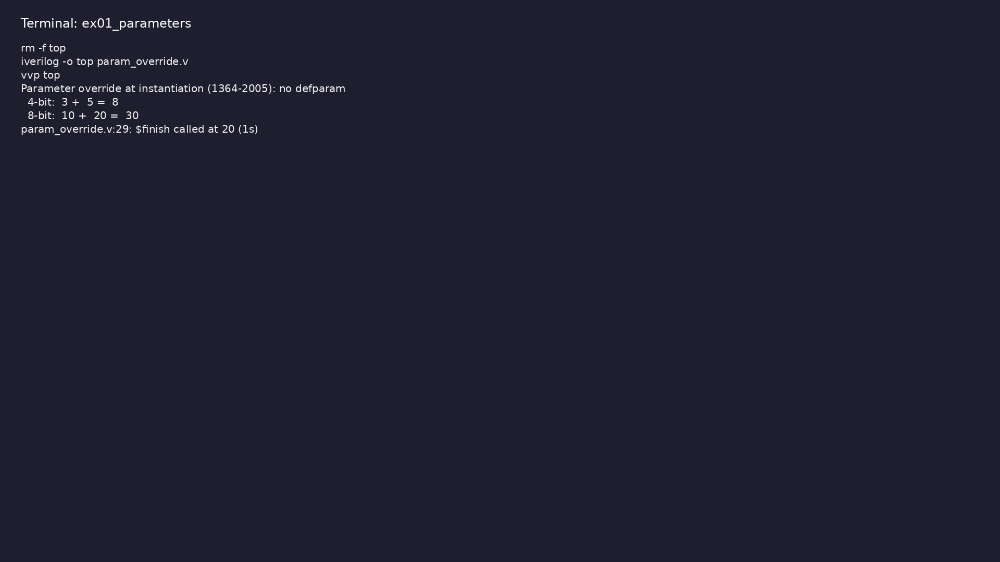 Terminal: ex01_parameters
rm -f top
iverilog -o top param_override.v
vvp top
Parameter override at instantiation (1364-2005): no defparam
  4-bit:  3 +  5 =  8
  8-bit:  10 +  20 =  30
param_override.v:29: $finish called at 20 (1s)